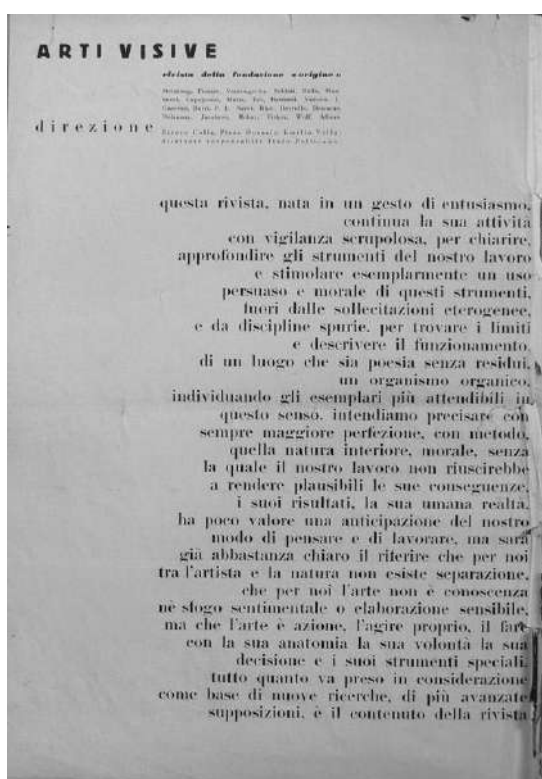 ARTI VISIVE
rivista della fondazione origine
direzione
Ettore Colla, Piero Dorazio, Emilio Villa,
direttore responsabile
questa rivista, nata in un gesto di entusiasmo,
continua la sua attività
con vigilanza scrupolosa, per chiarire,
approfondire gli strumenti del nostro lavoro
e stimolare esemplarmente un uso
persuaso e morale di questi strumenti,
fuori dalle sollecitazioni eterogenee,
e da discipline spurie. per trovare i limiti
e descrivere il funzionamento,
di un luogo che sia poesia senza residui,
un organismo organico,
individuando gli esemplari più attendibili in
questo senso. intendiamo precisare con
sempre maggiore perfezione, con metodo,
quella natura interiore, morale, senza
la quale il nostro lavoro non riuscirebbe
a rendere plausibili le sue conseguenze,
i suoi risultati, la sua umana realtà.
ha poco valore una anticipazione del nostro
modo di pensare e di lavorare, ma sarà
già abbastanza chiaro il riferire che per noi
tra l'artista e la natura non esiste separazione,
che per noi l'arte non è conoscenza
nè sfogo sentimentale o elaborazione sensibile,
ma che l'arte è azione, l'agire proprio, il fare
con la sua anatomia la sua volontà la sua
decisione e i suoi strumenti speciali.
tutto quanto va preso in considerazione
come base di nuove ricerche, di più avanzate
supposizioni, è il contenuto della rivista